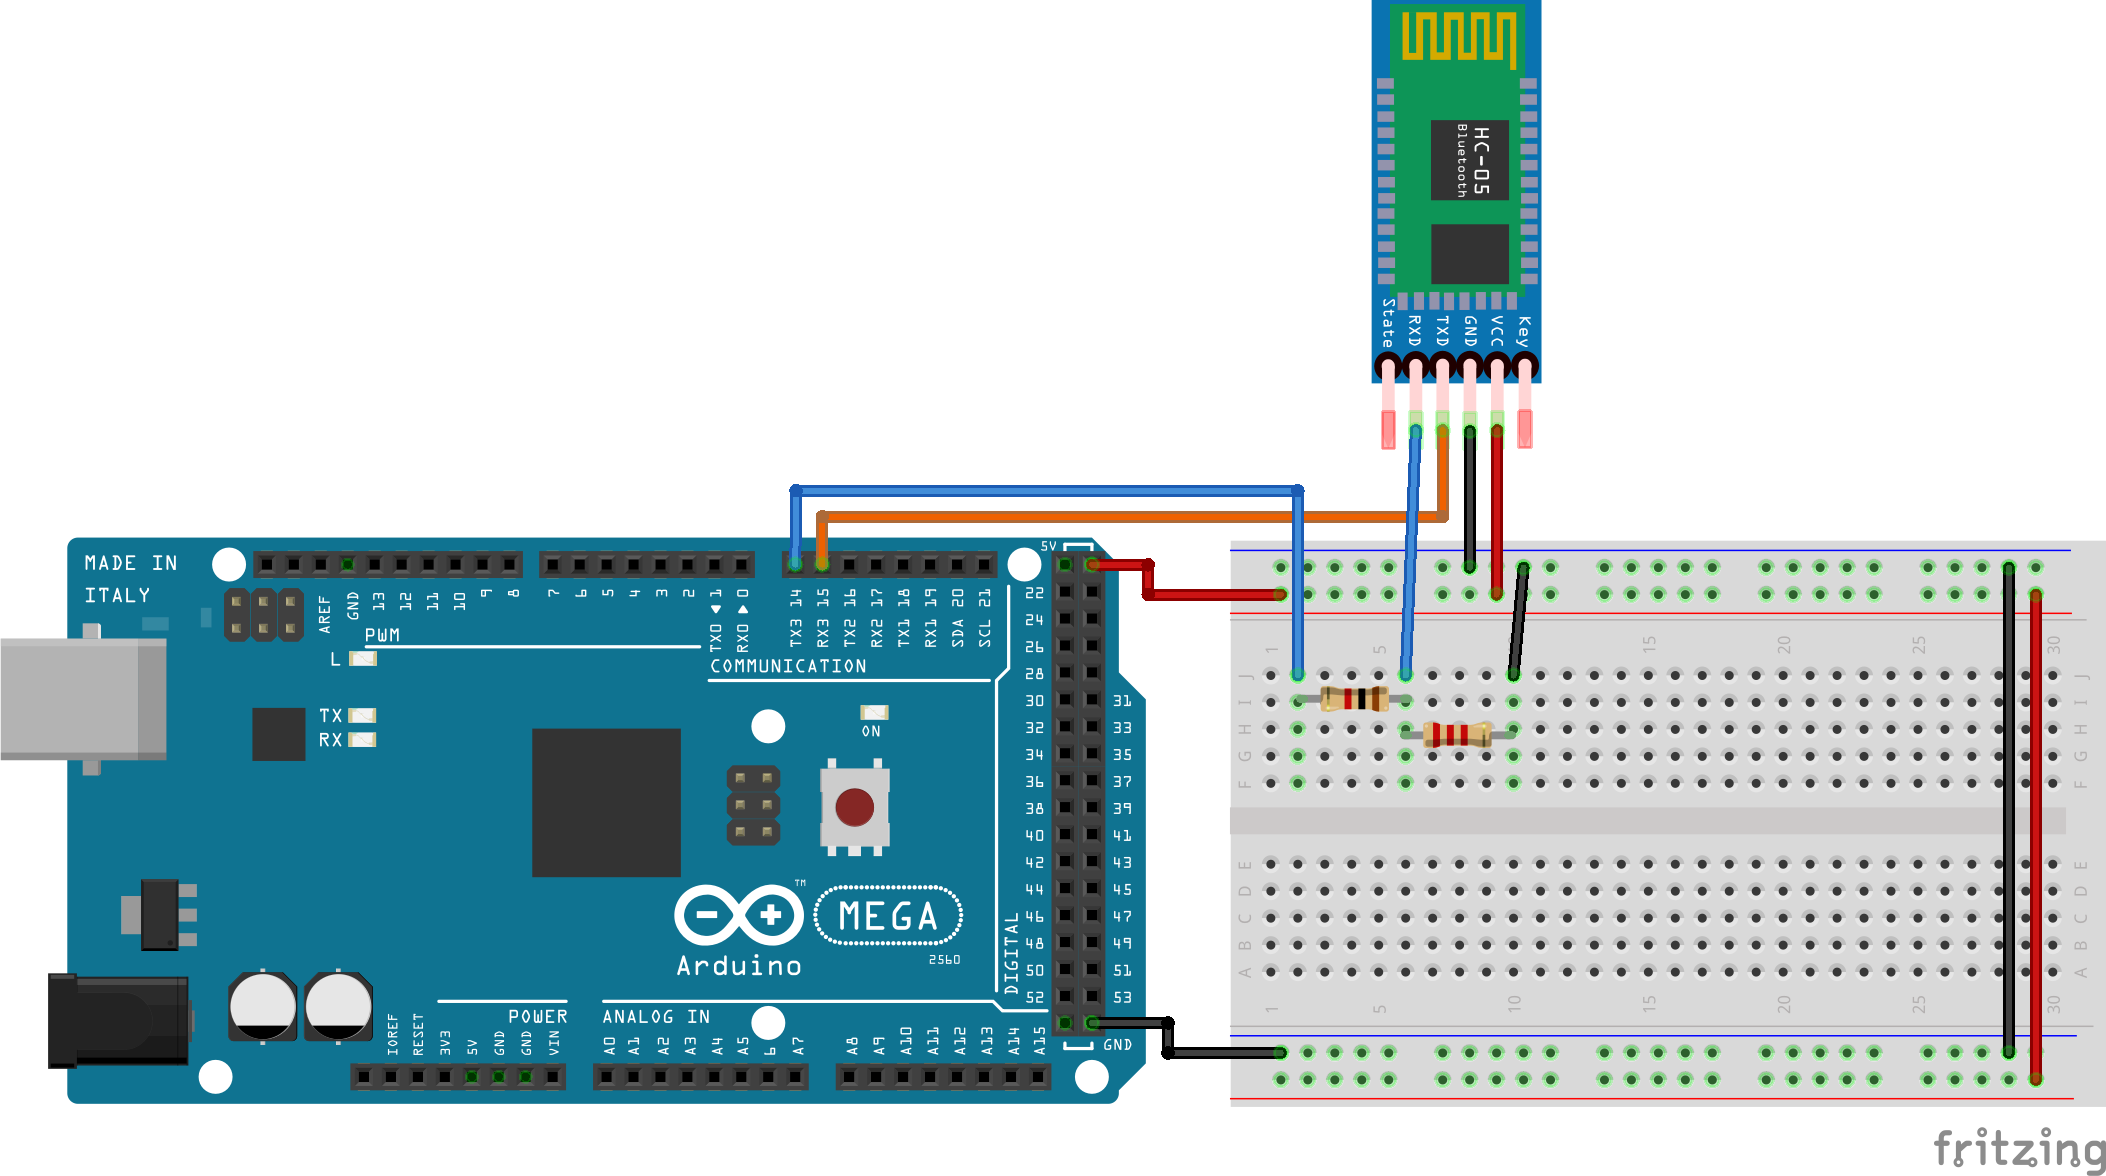 HC-05
Bluetooth
State
RXD
TXD
GND
VCC
Key
MADE IN
ITALY
AREF
GND
13
12
11
10
9
8
7
6
5
4
3
2
TX0 1
RX0 0
TX3 14
RX3 15
TX2 16
RX2 17
TX1 18
RX1 19
SDA 20
SCL 21
PWM
COMMUNICATION
L
TX
RX
ON
5V
22
24
26
28
30 31
32 33
34 35
36 37
38 39
40 41
42 43
44 45
46 47
48 49
50 51
52 53
GND
DIGITAL
TM
MEGA
Arduino
2560
POWER
ANALOG IN
IOREF
RESET
3V3
5V
GND
GND
VIN
A0
A1
A2
A3
A4
A5
6
A7
A8
A9
A10
A11
A12
A13
A14
A15
1 5 15 20 25 30
J J
I I
H H
G G
F F
E E
D D
C C
B B
A A
1 5 10 15 20 25 30
fritzing